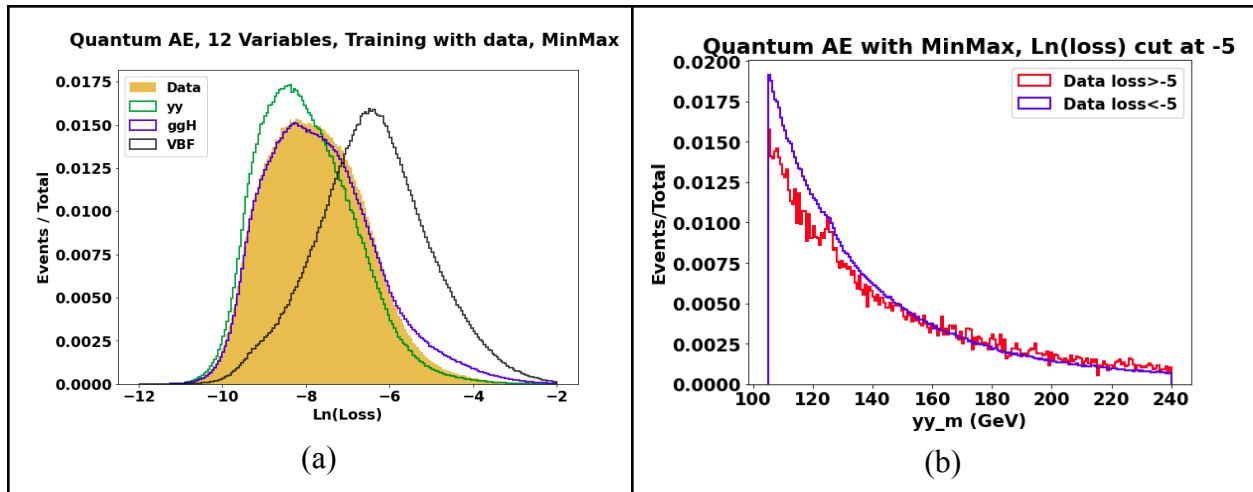 Quantum AE, 12 Variables, Training with data, MinMax
Events / Total
0.0175
0.0150
0.0125
0.0100
0.0075
0.0050
0.0025
0.0000
Data
yy
ggH
VBF
−12
−10
−8
−6
−4
−2
Ln(Loss)
(a)
Quantum AE with MinMax, Ln(loss) cut at -5
Events/Total
0.0200
0.0175
0.0150
0.0125
0.0100
0.0075
0.0050
0.0025
0.0000
Data loss>-5
Data loss<-5
100
120
140
160
180
200
220
240
yy_m (GeV)
(b)